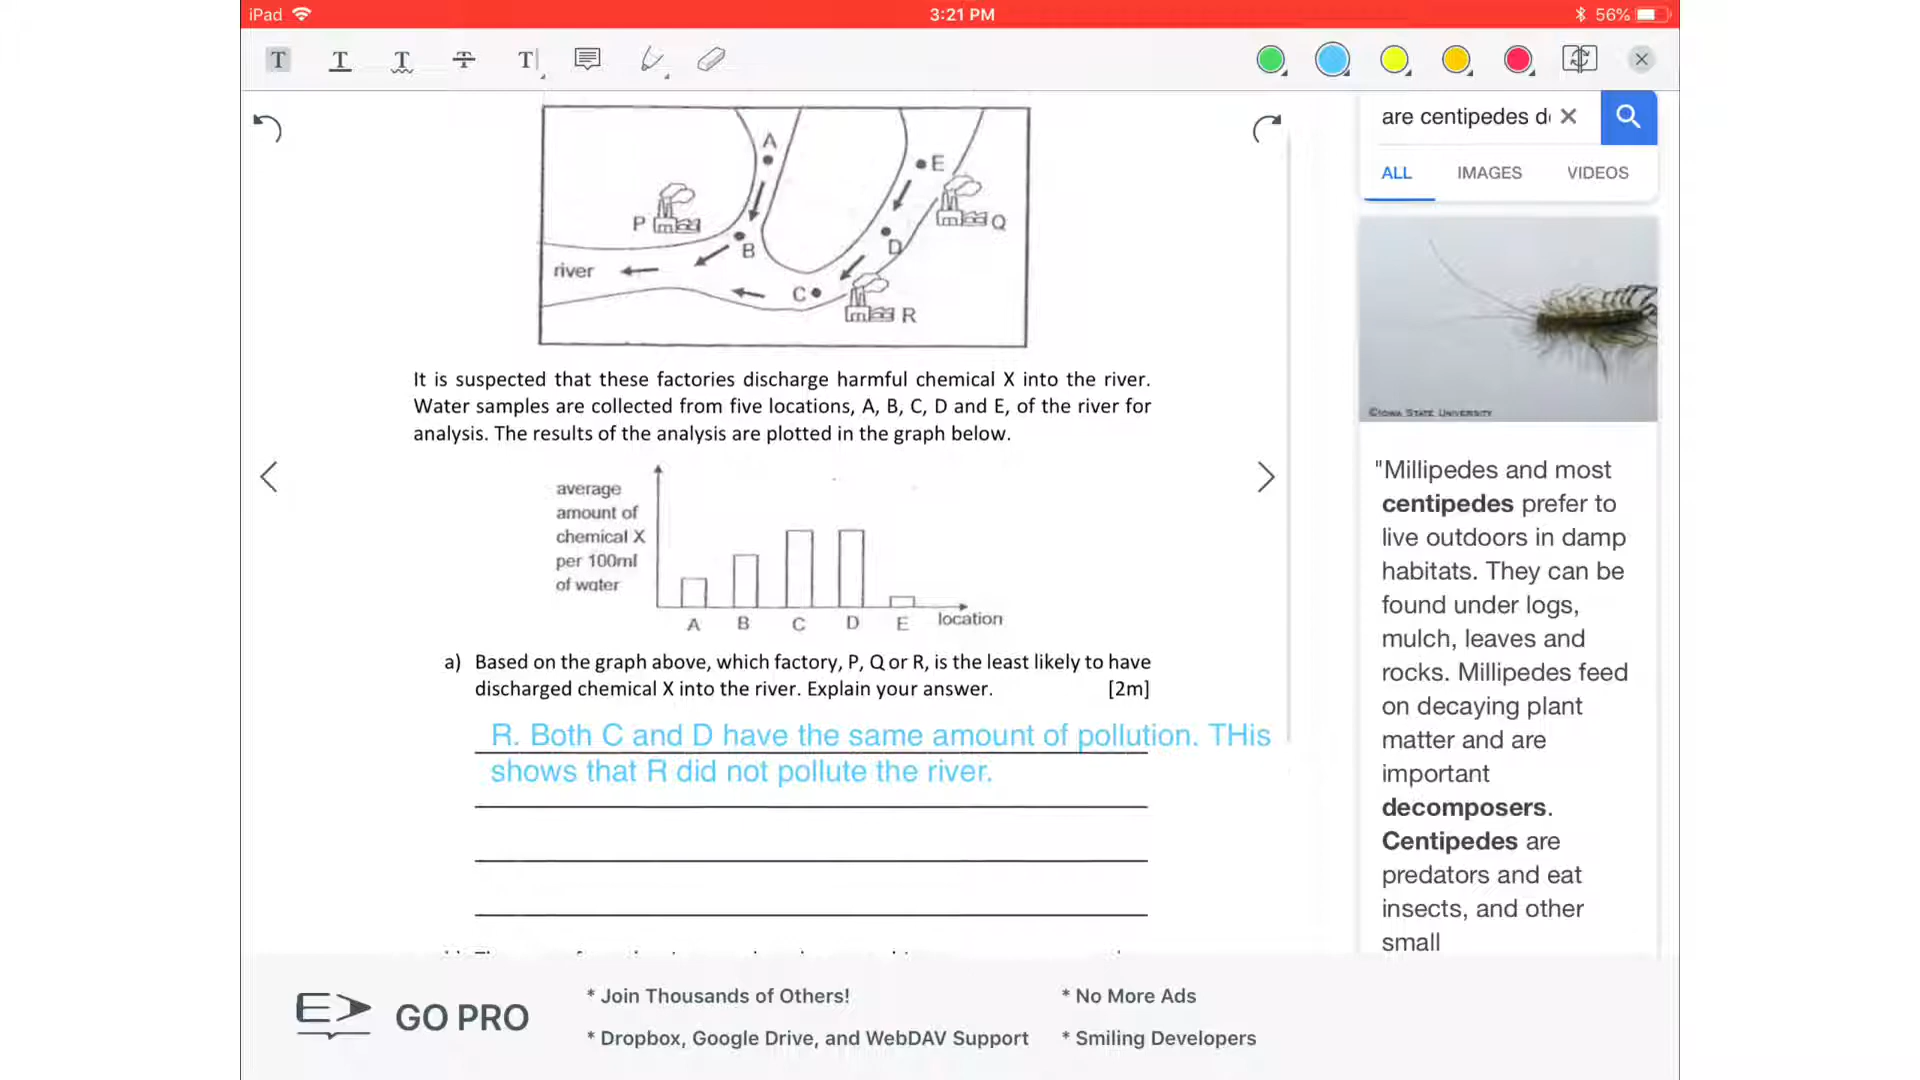 iPad
3:21 PM
56%
T T T T T
are centipedes d
ALL IMAGES VIDEOS
A
E
P
Q
B
D
river
C
R
©Iowa State University
It is suspected that these factories discharge harmful chemical X into the river.
Water samples are collected from five locations, A, B, C, D and E, of the river for
analysis. The results of the analysis are plotted in the graph below.
average
amount of
chemical X
per 100ml
of water
A B C D E location
a) Based on the graph above, which factory, P, Q or R, is the least likely to have
discharged chemical X into the river. Explain your answer. [2m]
R. Both C and D have the same amount of pollution. THis
shows that R did not pollute the river.
"Millipedes and most
centipedes prefer to
live outdoors in damp
habitats. They can be
found under logs,
mulch, leaves and
rocks. Millipedes feed
on decaying plant
matter and are
important
decomposers.
Centipedes are
predators and eat
insects, and other
small
GO PRO
* Join Thousands of Others!
* No More Ads
* Dropbox, Google Drive, and WebDAV Support
* Smiling Developers